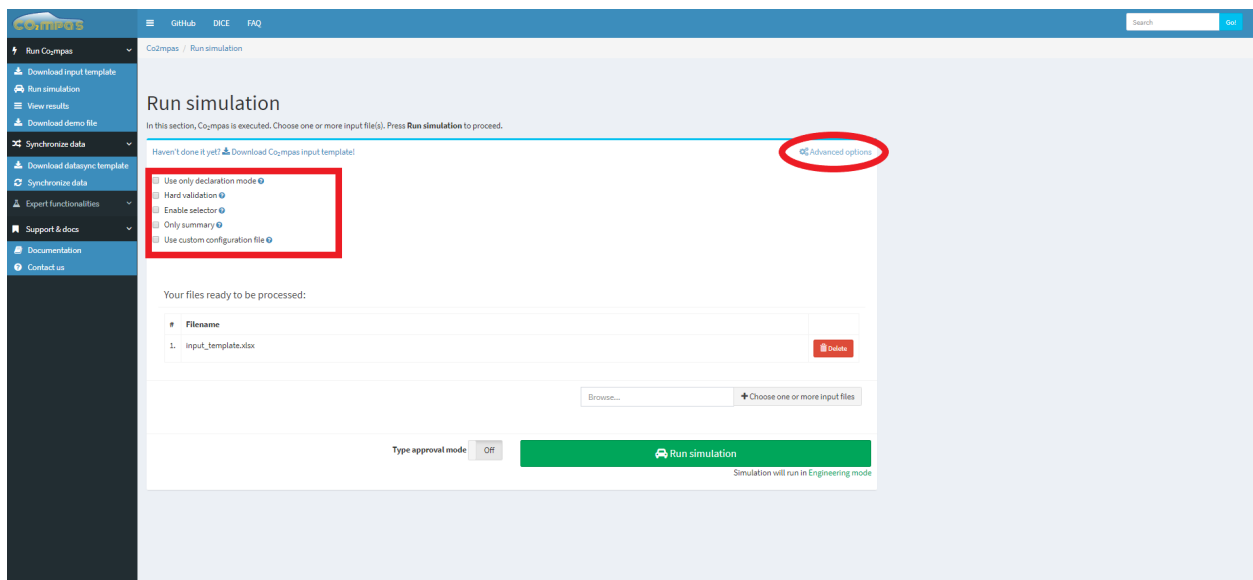 CO₂MPAS
GitHub DICE FAQ
Search Go!
Run Co₂mpas
Download input template
Run simulation
View results
Download demo file
Synchronize data
Download datasync template
Synchronize data
Expert functionalities
Support & docs
Documentation
Contact us
Co2mpas / Run simulation
Run simulation
In this section, Co₂mpas is executed. Choose one or more input file(s). Press Run simulation to proceed.
Haven't done it yet? Download Co₂mpas input template! Advanced options
Use only declaration mode
Hard validation
Enable selector
Only summary
Use custom configuration file
Your files ready to be processed:
# Filename
1. input_template.xlsx Delete
Browse... Choose one or more input files
Type approval mode Off Run simulation
Simulation will run in Engineering mode